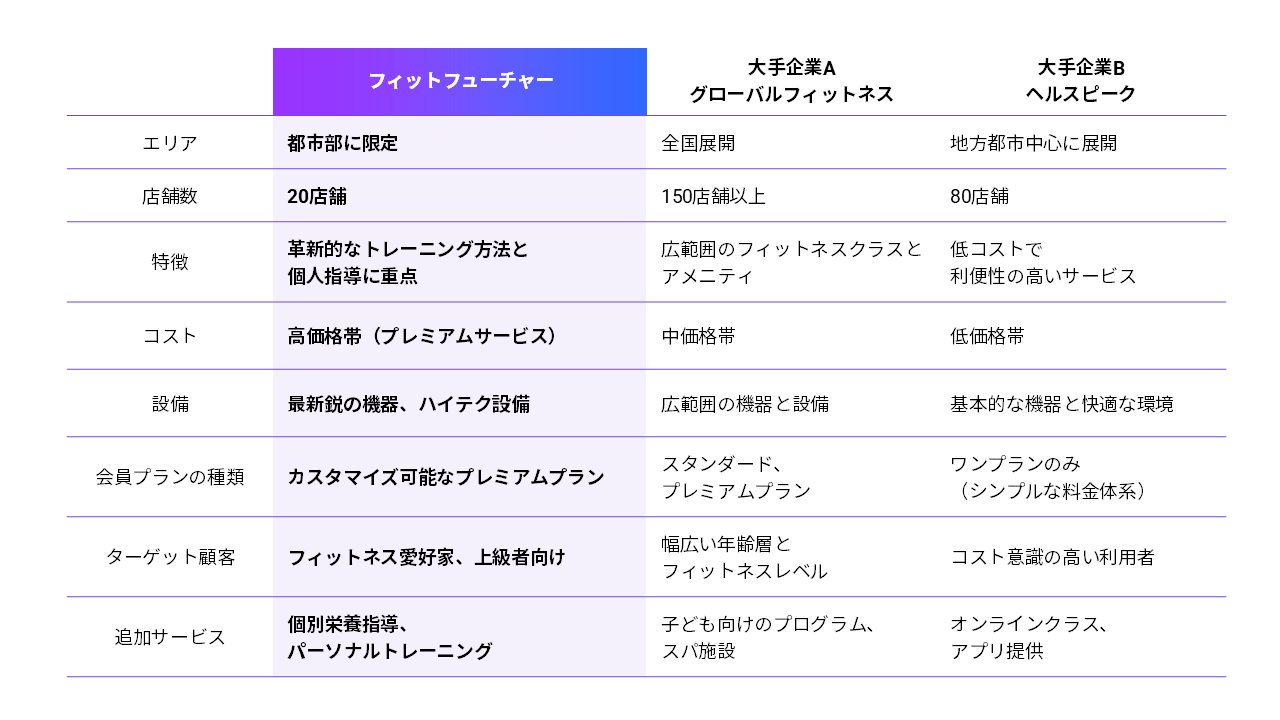 フィットフューチャー
大手企業A
グローバルフィットネス
大手企業B
ヘルスピーク
エリア
都市部に限定
全国展開
地方都市中心に展開
店舗数
20店舗
150店舗以上
80店舗
特徴
革新的なトレーニング方法と
個人指導に重点
広範囲のフィットネスクラスと
アメニティ
低コストで
利便性の高いサービス
コスト
高価格帯（プレミアムサービス）
中価格帯
低価格帯
設備
最新鋭の機器、ハイテク設備
広範囲の機器と設備
基本的な機器と快適な環境
会員プランの種類
カスタマイズ可能なプレミアムプラン
スタンダード、
プレミアムプラン
ワンプランのみ
（シンプルな料金体系）
ターゲット顧客
フィットネス愛好家、上級者向け
幅広い年齢層と
フィットネスレベル
コスト意識の高い利用者
追加サービス
個別栄養指導、
パーソナルトレーニング
子ども向けのプログラム、
スパ施設
オンラインクラス、
アプリ提供